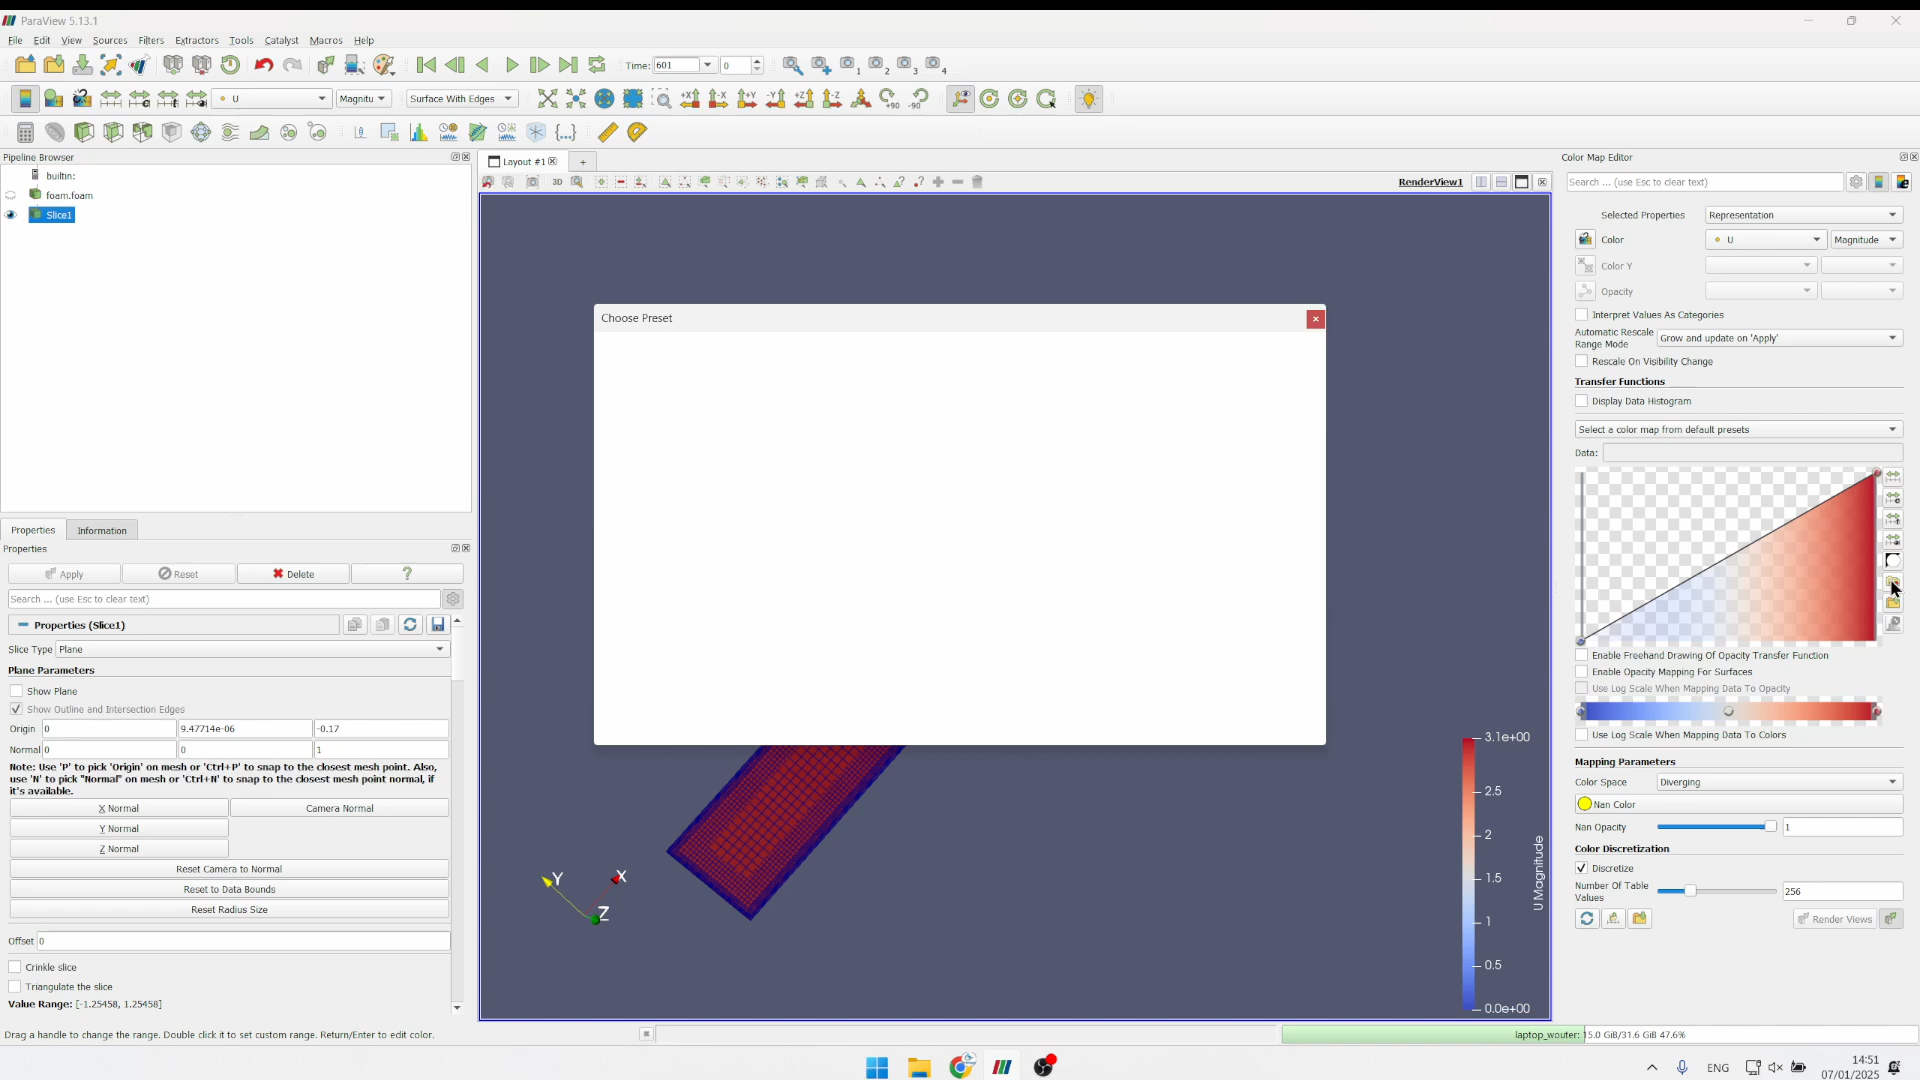 ParaView 5.13.1
File Edit View Sources Filters Extractors Tools Catalyst Macros Help
Time: 601 0 1 2 3 4
U Magnitu Surface With Edges +X -X +Y -Y +Z -Z +90 -90
Pipeline Browser
builtin:
foam.foam
Slice1
Properties Information
Properties
Apply Reset Delete ?
Search ... (use Esc to clear text)
Properties (Slice1)
Slice Type Plane
Plane Parameters
Show Plane
Show Outline and Intersection Edges
Origin 0 9.47714e-06 -0.17
Normal 0 0 1
Note: Use 'P' to pick 'Origin' on mesh or 'Ctrl+P' to snap to the closest mesh point. Also,
use 'N' to pick "Normal" on mesh or 'Ctrl+N' to snap to the closest mesh point normal, if
it's available.
X Normal Camera Normal
Y Normal
Z Normal
Reset Camera to Normal
Reset to Data Bounds
Reset Radius Size
Offset 0
Crinkle slice
Triangulate the slice
Value Range: [-1.25458, 1.25458]
Drag a handle to change the range. Double click it to set custom range. Return/Enter to edit color.
Layout #1 +
3D RenderView1
Choose Preset
Y X Z
3.1e+00
2.5
2
1.5
1
0.5
0.0e+00
U Magnitude
Color Map Editor
Search ... (use Esc to clear text)
Selected Properties Representation
Color U Magnitude
Color Y
Opacity
Interpret Values As Categories
Automatic Rescale
Range Mode
Grow and update on 'Apply'
Rescale On Visibility Change
Transfer Functions
Display Data Histogram
Select a color map from default presets
Data:
Enable Freehand Drawing Of Opacity Transfer Function
Enable Opacity Mapping For Surfaces
Use Log Scale When Mapping Data To Opacity
Use Log Scale When Mapping Data To Colors
Mapping Parameters
Color Space Diverging
Nan Color
Nan Opacity 1
Color Discretization
Discretize
Number Of Table
Values
256
Render Views
laptop_wouter: 15.0 GiB/31.6 GiB 47.6%
ENG
14:51
07/01/2025